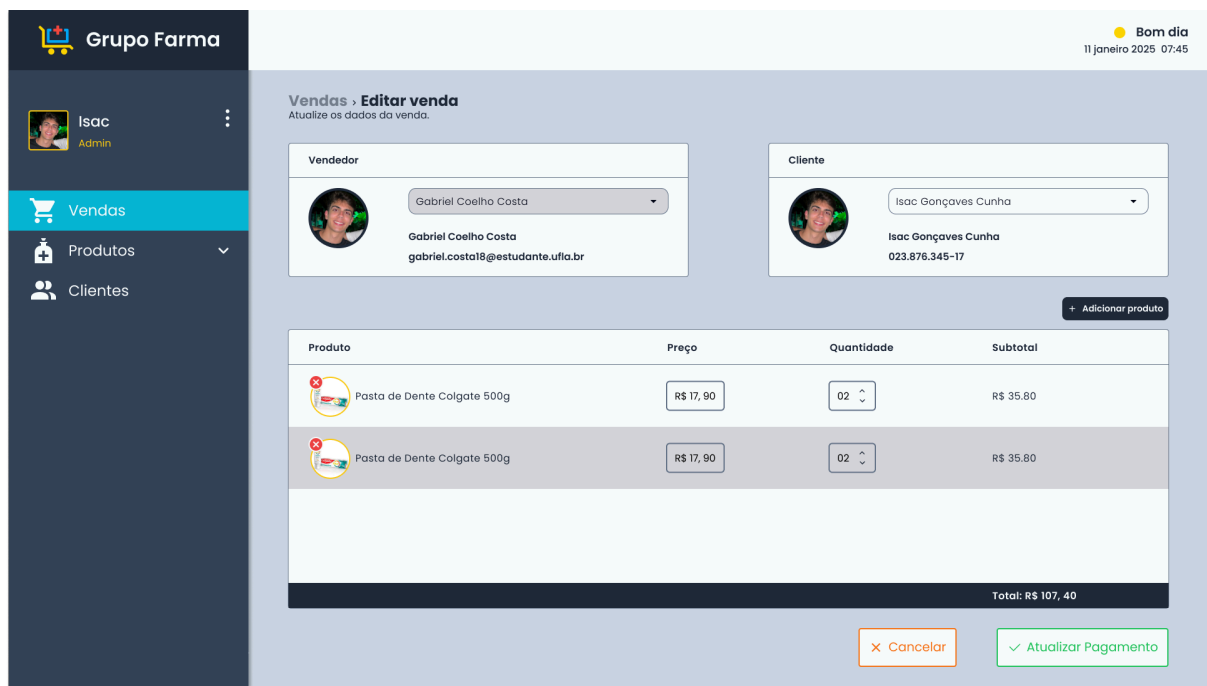 Grupo Farma
Bom dia
11 janeiro 2025 07:45
Isac
Admin
Vendas
Produtos
Clientes
Vendas › Editar venda
Atualize os dados da venda.
Vendedor
Gabriel Coelho Costa
Gabriel Coelho Costa
gabriel.costa18@estudante.ufla.br
Cliente
Isac Gonçaves Cunha
Isac Gonçaves Cunha
023.876.345-17
+ Adicionar produto
Produto Preço Quantidade Subtotal
Pasta de Dente Colgate 500g R$ 17, 90 02 R$ 35.80
Pasta de Dente Colgate 500g R$ 17, 90 02 R$ 35.80
Total: R$ 107, 40
Cancelar
Atualizar Pagamento